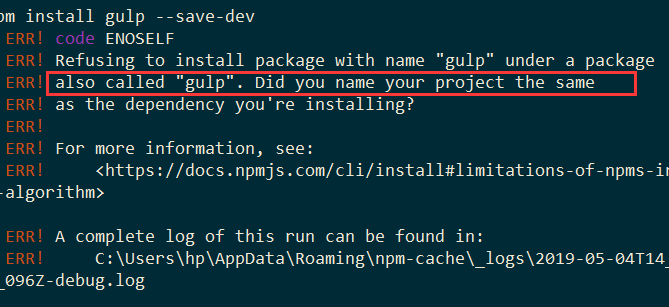 pm install gulp --save-dev
ERR! code ENOSELF
ERR! Refusing to install package with name "gulp" under a package
ERR! also called "gulp". Did you name your project the same
ERR! as the dependency you're installing?
ERR!
ERR! For more information, see:
ERR!     <https://docs.npmjs.com/cli/install#limitations-of-npms-in
-algorithm>
ERR! A complete log of this run can be found in:
ERR!     C:\Users\hp\AppData\Roaming\npm-cache\_logs\2019-05-04T14_
_096Z-debug.log